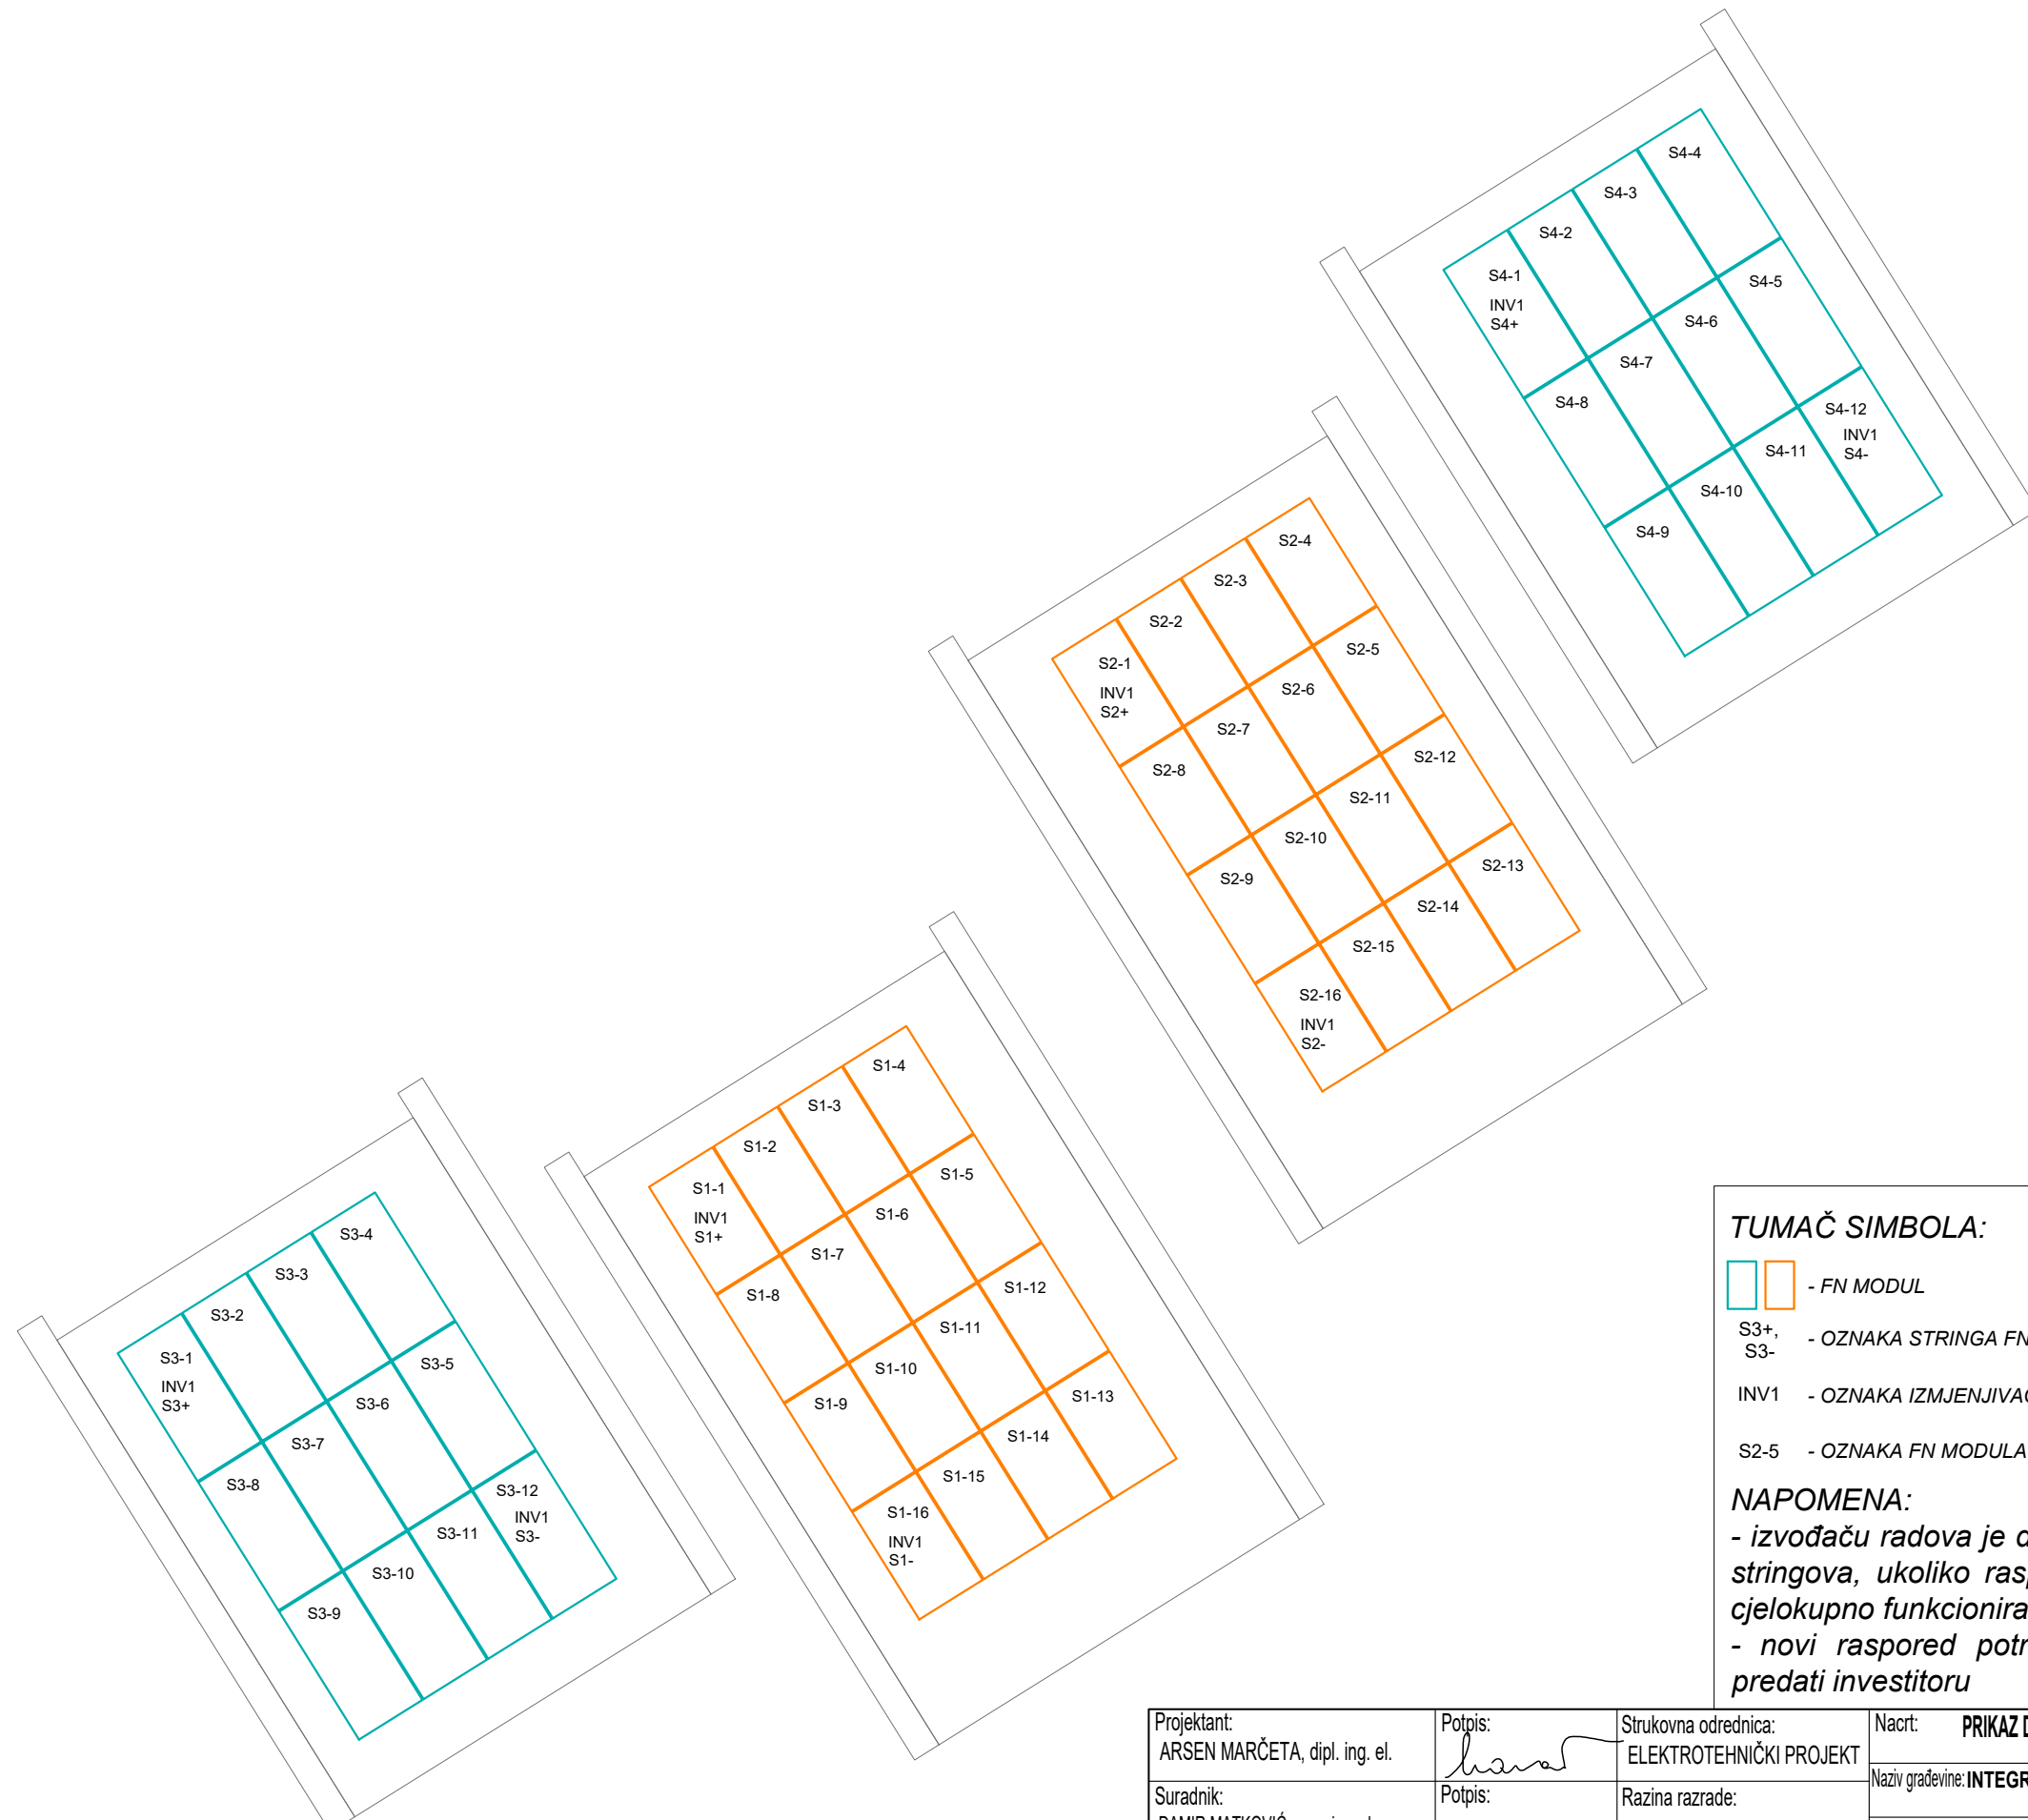 S4-4
S4-3
S4-2
S4-1
INV1
S4+
S4-5
S4-6
S4-7
S4-8
S4-12
INV1
S4-
S4-11
S4-10
S4-9
S2-4
S2-3
S2-2
S2-1
INV1
S2+
S2-5
S2-6
S2-7
S2-8
S2-12
S2-11
S2-10
S2-9
S2-13
S2-14
S2-15
S2-16
INV1
S2-
S1-4
S1-3
S1-2
S1-1
INV1
S1+
S1-5
S1-6
S1-7
S1-8
S1-12
S1-11
S1-10
S1-9
S1-13
S1-14
S1-15
S1-16
INV1
S1-
S3-4
S3-3
S3-2
S3-1
INV1
S3+
S3-5
S3-6
S3-7
S3-8
S3-12
INV1
S3-
S3-11
S3-10
S3-9
TUMAČ SIMBOLA:
- FN MODUL
S3+,
S3-
- OZNAKA STRINGA FN
INV1 - OZNAKA
S2-5 - OZNAKA FN MODULA
NAPOMENA:
- izvođaču radova je
stringova, ukoliko
cjelokupno
- novi raspored
predati investitoru
Projektant:
ARSEN MARČETA, dipl. ing. el.
Potpis:
Strukovna odrednica:
ELEKTROTEHNIČKI PROJEKT
Nacrt: PRIKAZ
Suradnik:
Potpis:
Razina razrade:
Naziv građevine:
DAMIR MATKOVIĆ